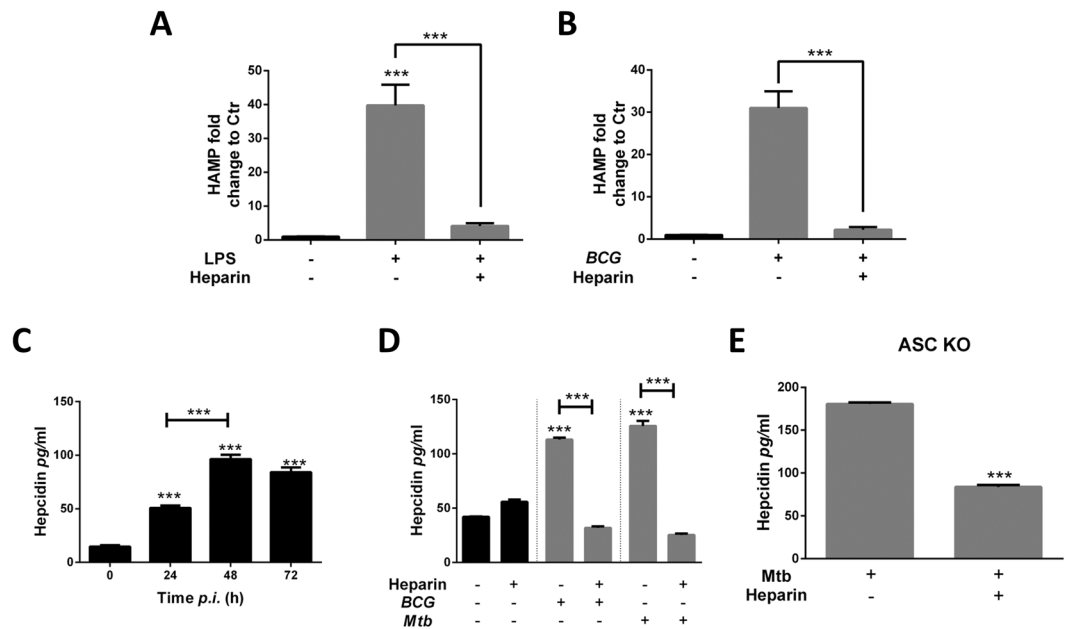 A
***
***
HAMP fold
change to Ctr
50
40
30
20
10
0
LPS - + +
Heparin - - +
B
***
HAMP fold
change to Ctr
40
30
20
10
0
BCG - + +
Heparin - - +
C
Hepcidin pg/ml
150
100
50
0
***
***
***
***
0 24 48 72
Time p.i. (h)
D
Hepcidin pg/ml
150
100
50
0
***
***
***
***
Heparin - + - + - +
BCG - - + +
Mtb - - + +
E
ASC KO
Hepcidin pg/ml
200
150
100
50
0
***
Mtb + +
Heparin - +